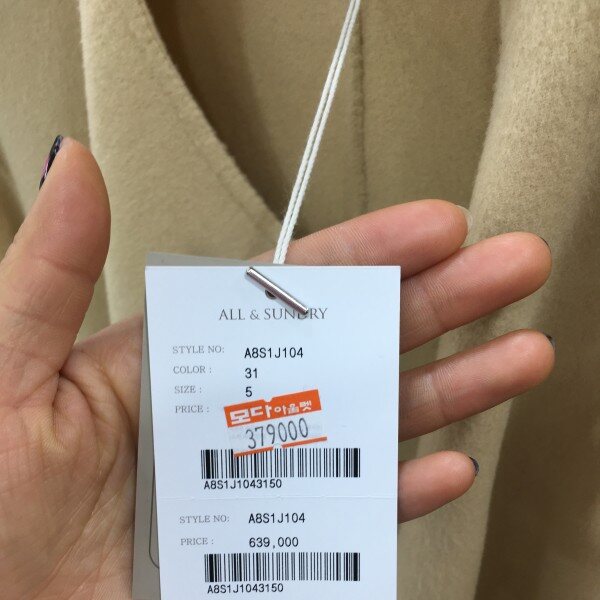 ALL & SUNDRY
STYLE NO: A8S1J104
COLOR : 31
SIZE : 5
PRICE : 모다아울렛
379000
A8S1J1043150
STYLE NO: A8S1J104
PRICE : 639,000
A8S1J1043150